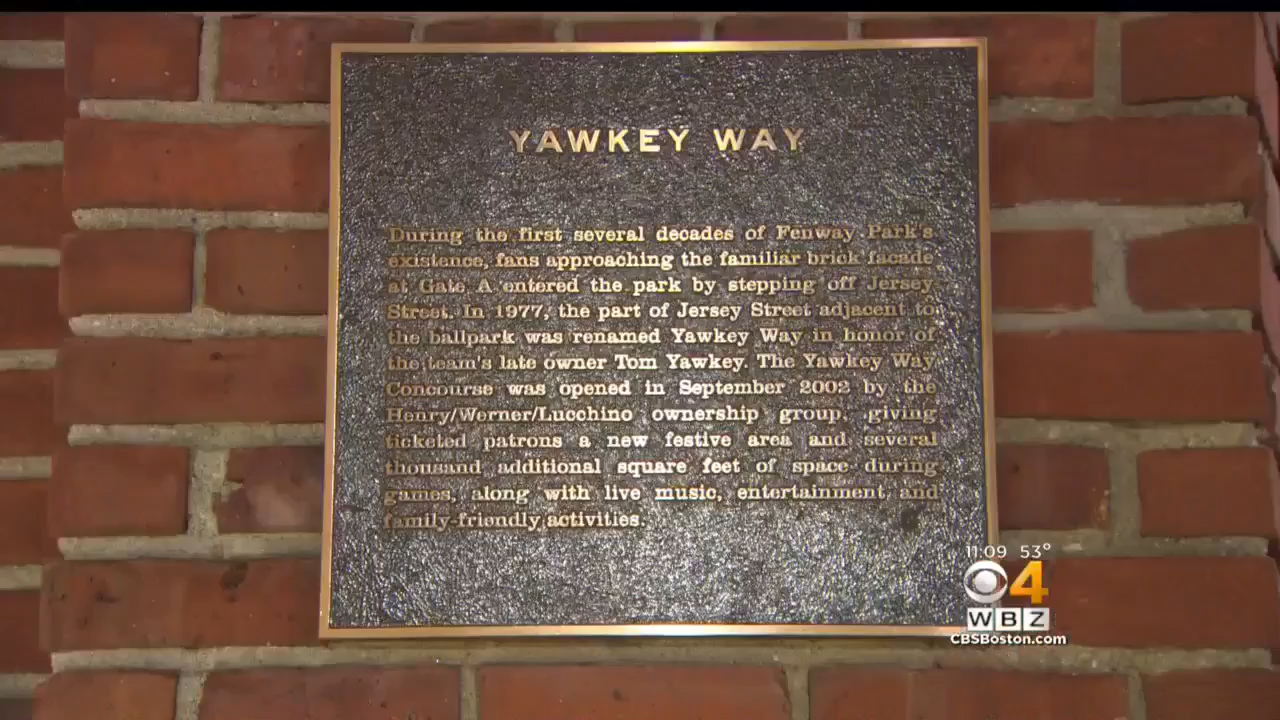 YAWKEY WAY
During the first several decades of Fenway Park's
existence, fans approaching the familiar brick facade
at Gate A entered the park by stepping off Jersey
Street. In 1977, the part of Jersey Street adjacent to
the ballpark was renamed Yawkey Way in honor of
the team's late owner Tom Yawkey. The Yawkey Way
Concourse was opened in September 2002 by the
Henry/Werner/Lucchino ownership group, giving
ticketed patrons a new festive area and several
thousand additional square feet of space during
games, along with live music, entertainment and
family-friendly activities.
11:09 53°
4
WBZ
CBSBoston.com